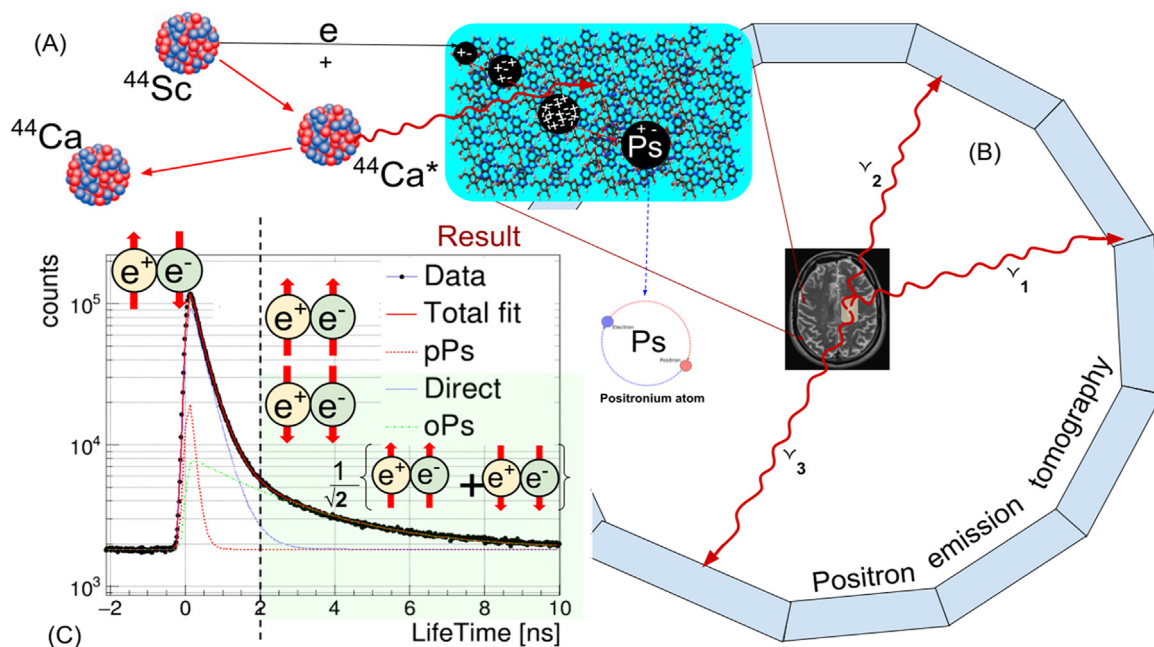 (A)
e
+
+-
+-+
-+-
44Sc
44Ca
44Ca*
+ -
Ps
(B)
γ2
γ1
γ3
Result
counts
10^5
10^4
10^3
e+ e-
Data
Total fit
pPs
Direct
oPs
e+ e-
e+ e-
1/√2 { e+ e- + e+ e- }
−2 0 2 4 6 8 10
LifeTime [ns]
(C)
Electron
Ps
Positron
Positronium atom
Positron emission tomography